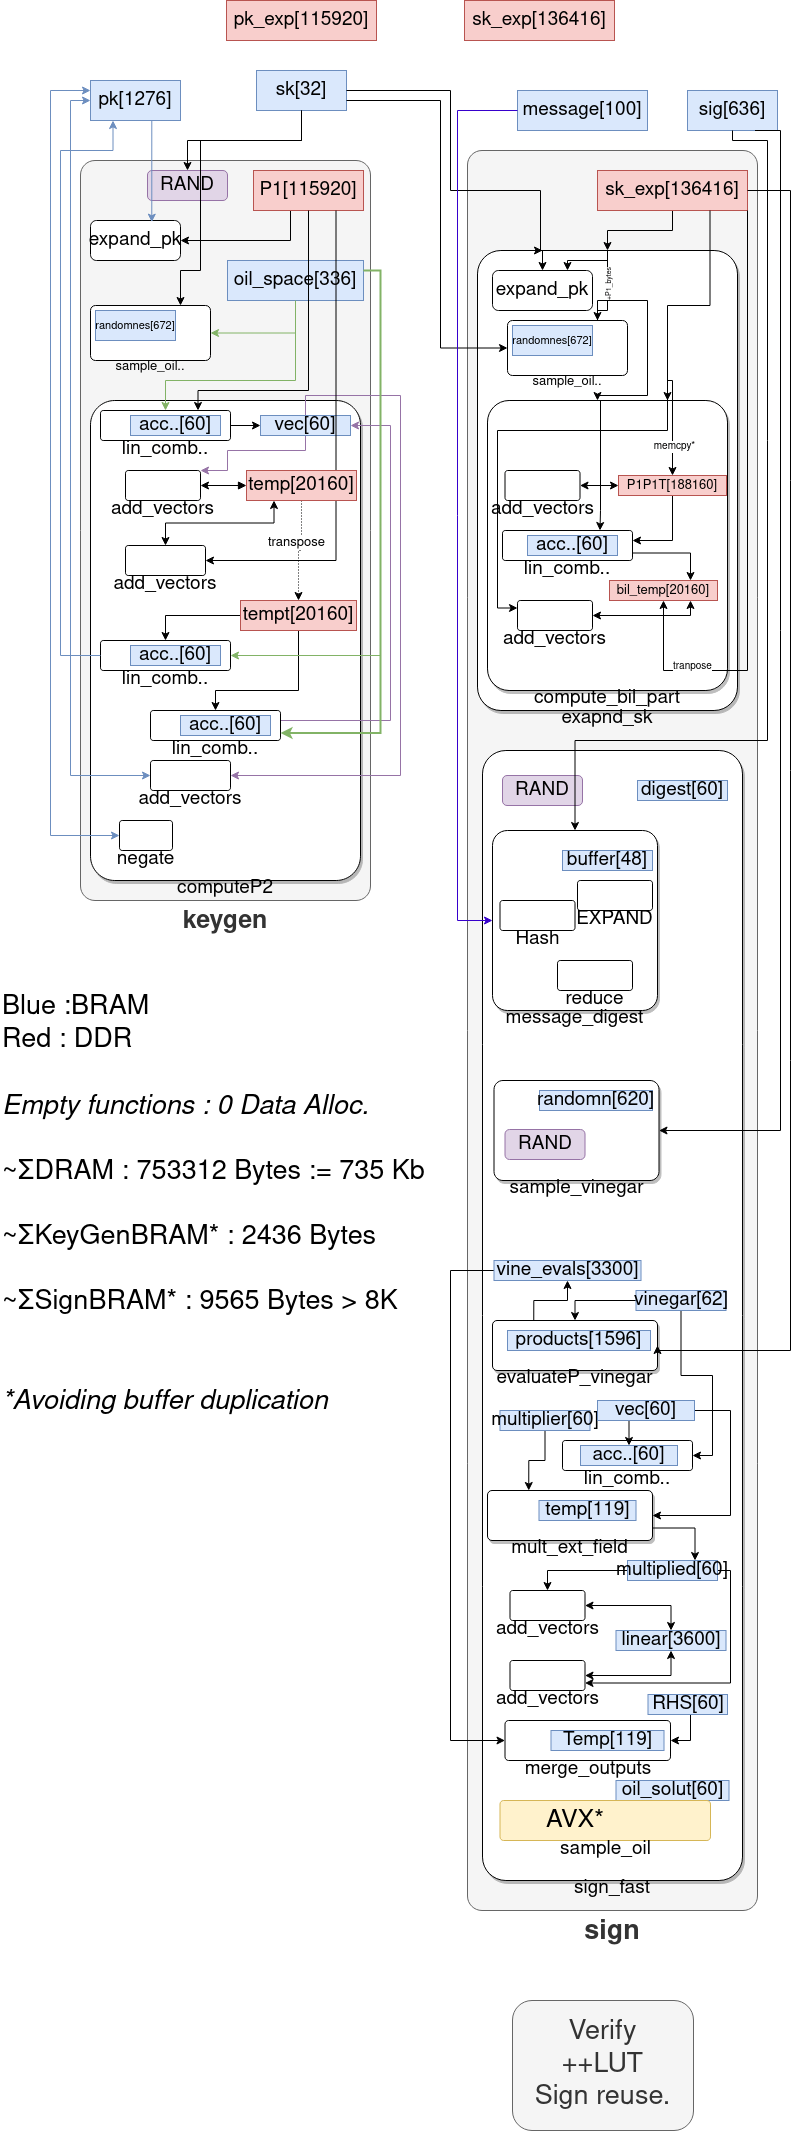 pk_exp[115920]
sk_exp[136416]
pk[1276]
sk[32]
message[100]
sig[636]
RAND
P1[115920]
expand_pk
oil_space[336]
randomnes[672]
sample_oil..
acc..[60]
vec[60]
lin_comb..
temp[20160]
add_vectors
transpose
add_vectors
tempt[20160]
acc..[60]
lin_comb..
acc..[60]
lin_comb..
add_vectors
negate
computeP2
keygen
sk_exp[136416]
+P1_bytes
expand_pk
randomnes[672]
sample_oil..
memcpy*
P1P1T[188160]
add_vectors
acc..[60]
lin_comb..
bil_temp[20160]
add_vectors
tranpose
compute_bil_part
exapnd_sk
RAND
digest[60]
buffer[48]
EXPAND
Hash
reduce
message_digest
randomn[620]
RAND
sample_vinegar
vine_evals[3300]
vinegar[62]
products[1596]
evaluateP_vinegar
multiplier[60]
vec[60]
acc..[60]
lin_comb..
temp[119]
mult_ext_field
multiplied[60]
add_vectors
linear[3600]
add_vectors
RHS[60]
Temp[119]
merge_outputs
oil_solut[60]
AVX*
sample_oil
sign_fast
sign
Blue :BRAM
Red : DDR
Empty functions : 0 Data Alloc.
~ΣDRAM : 753312 Bytes := 735 Kb
~ΣKeyGenBRAM* : 2436 Bytes
~ΣSignBRAM* : 9565 Bytes > 8K
*Avoiding buffer duplication
Verify
++LUT
Sign reuse.